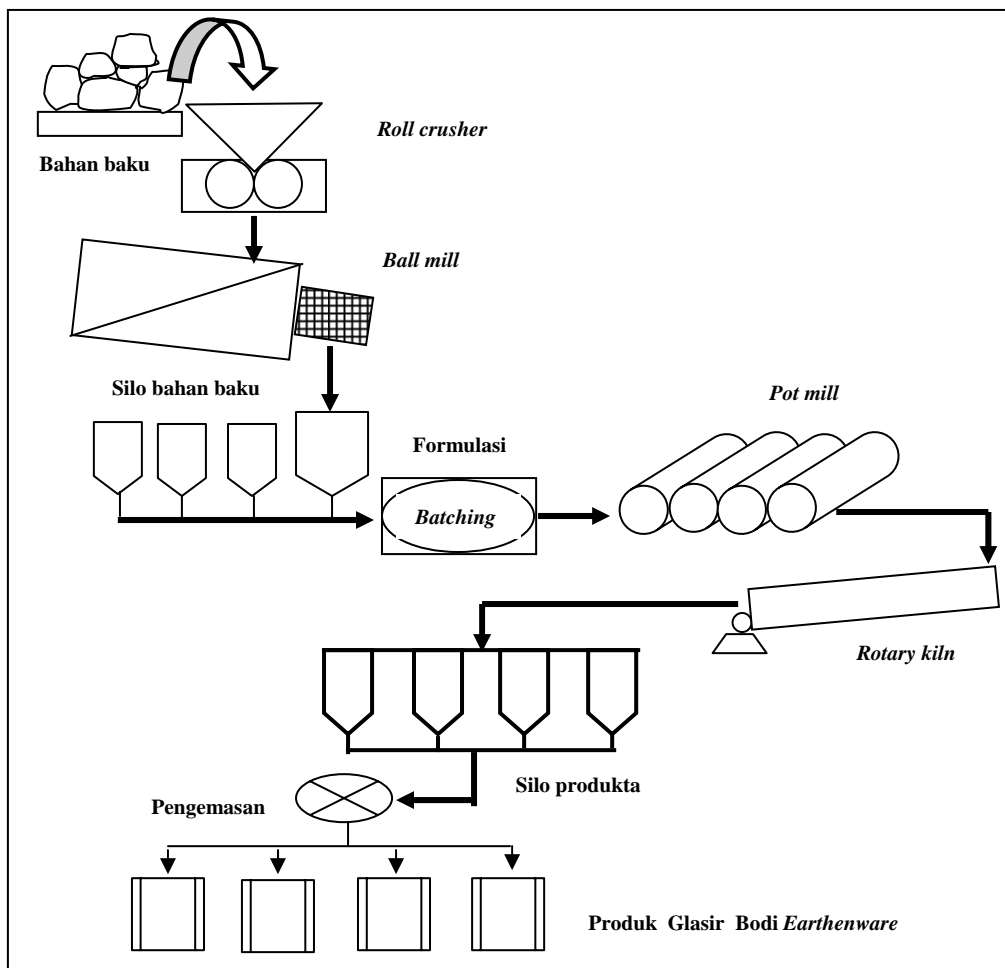 Roll crusher
Bahan baku
Ball mill
Silo bahan baku
Pot mill
Formulasi
Batching
Rotary kiln
Silo produkta
Pengemasan
Produk Glasir Bodi Earthenware